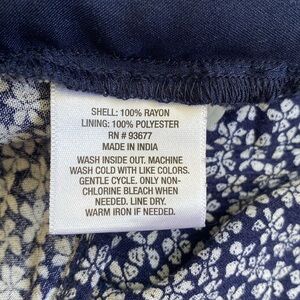 SHELL: 100% RAYON
LINING: 100% POLYESTER
RN # 93677
MADE IN INDIA
WASH INSIDE OUT. MACHINE
WASH COLD WITH LIKE COLORS.
GENTLE CYCLE. ONLY NON-
CHLORINE BLEACH WHEN
NEEDED. LINE DRY.
WARM IRON IF NEEDED.